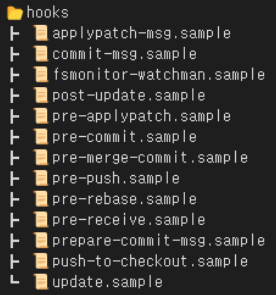 hooks
applypatch-msg.sample
commit-msg.sample
fsmonitor-watchman.sample
post-update.sample
pre-applypatch.sample
pre-commit.sample
pre-merge-commit.sample
pre-push.sample
pre-rebase.sample
pre-receive.sample
prepare-commit-msg.sample
push-to-checkout.sample
update.sample